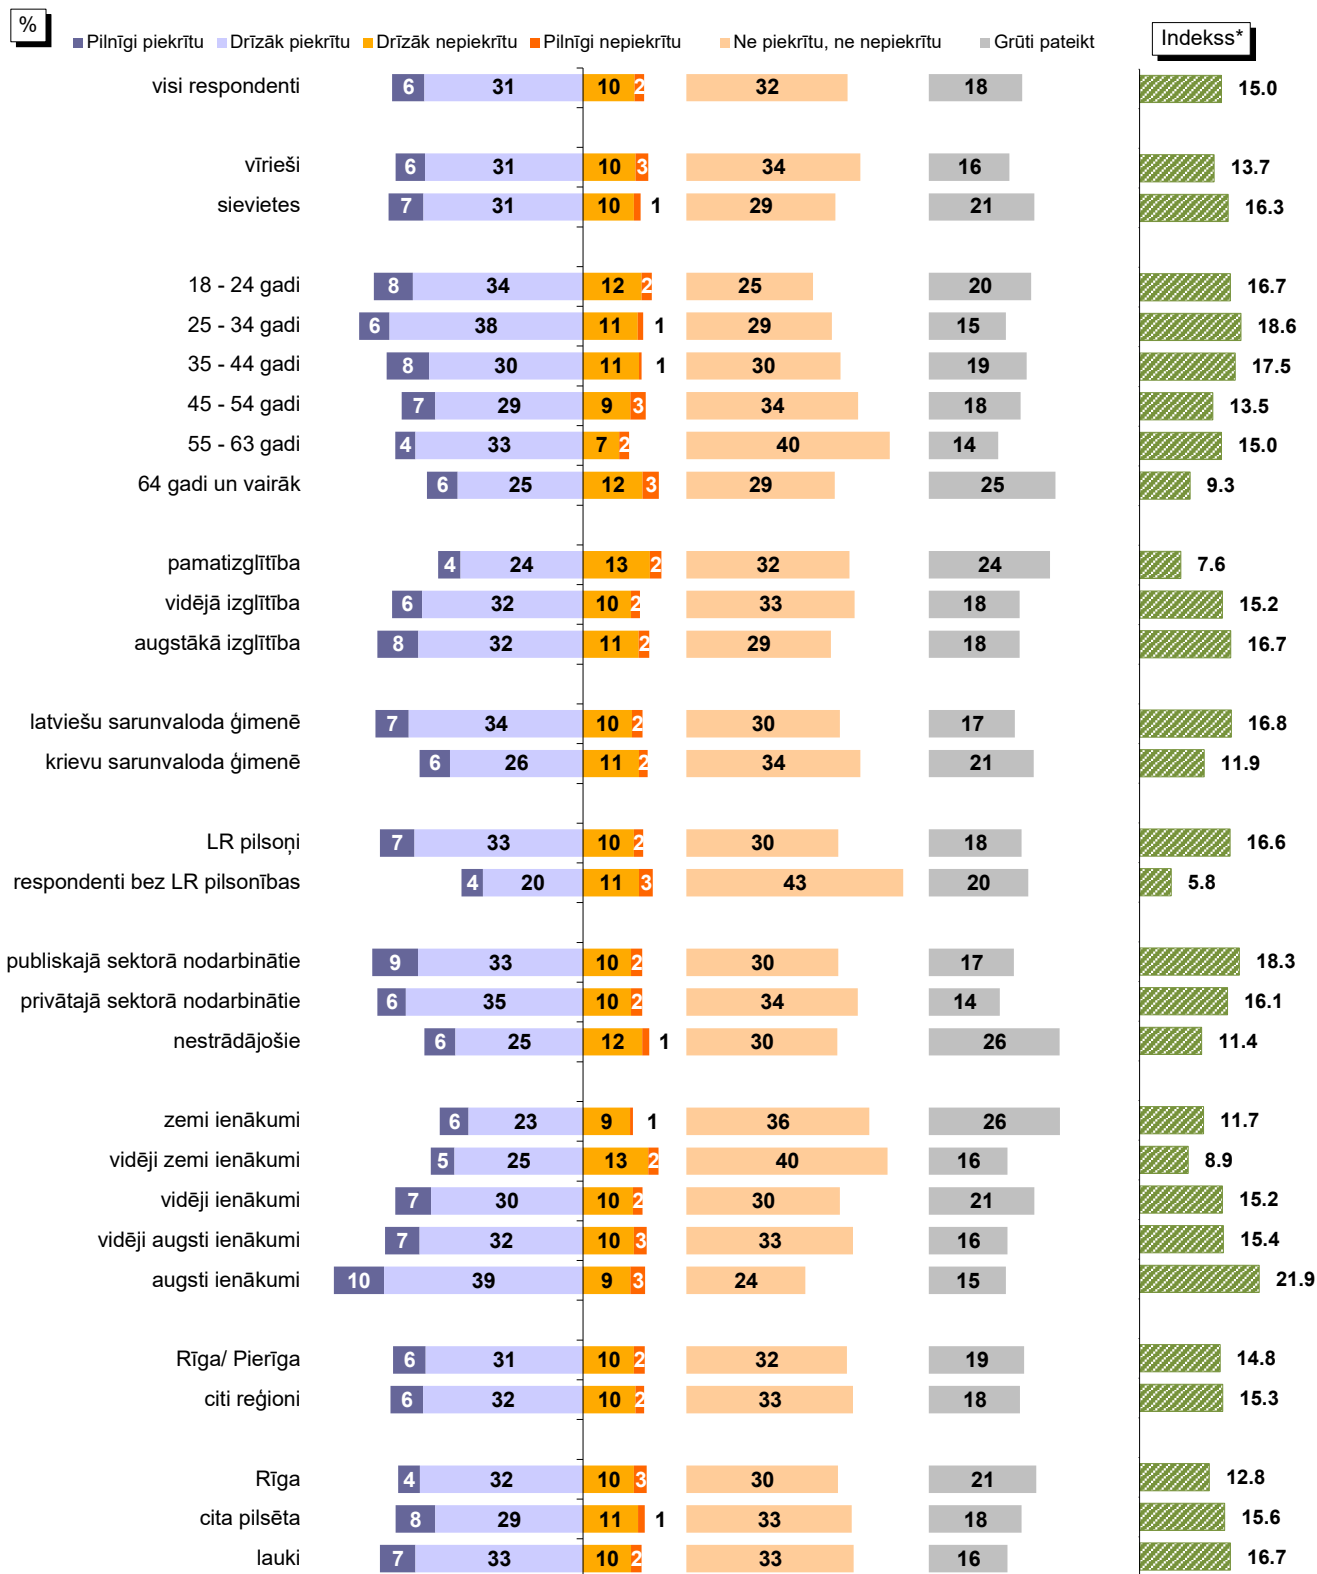 %
Pilnīgi piekrītu Drīzāk piekrītu Drīzāk nepiekrītu Pilnīgi nepiekrītu Ne piekrītu, ne nepiekrītu Grūti pateikt Indekss*
visi respondenti 6 31 10 2 32 18 15.0
vīrieši 6 31 10 3 34 16 13.7
sievietes 7 31 10 1 29 21 16.3
18 - 24 gadi 8 34 12 2 25 20 16.7
25 - 34 gadi 6 38 11 1 29 15 18.6
35 - 44 gadi 8 30 11 1 30 19 17.5
45 - 54 gadi 7 29 9 3 34 18 13.5
55 - 63 gadi 4 33 7 2 40 14 15.0
64 gadi un vairāk 6 25 12 3 29 25 9.3
pamatizglītība 4 24 13 2 32 24 7.6
vidējā izglītība 6 32 10 2 33 18 15.2
augstākā izglītība 8 32 11 2 29 18 16.7
latviešu sarunvaloda ģimenē 7 34 10 2 30 17 16.8
krievu sarunvaloda ģimenē 6 26 11 2 34 21 11.9
LR pilsoņi 7 33 10 2 30 18 16.6
respondenti bez LR pilsonības 4 20 11 3 43 20 5.8
publiskajā sektorā nodarbinātie 9 33 10 2 30 17 18.3
privātajā sektorā nodarbinātie 6 35 10 2 34 14 16.1
nestrādājošie 6 25 12 1 30 26 11.4
zemi ienākumi 6 23 9 1 36 26 11.7
vidēji zemi ienākumi 5 25 13 2 40 16 8.9
vidēji ienākumi 7 30 10 2 30 21 15.2
vidēji augsti ienākumi 7 32 10 3 33 16 15.4
augsti ienākumi 10 39 9 3 24 15 21.9
Rīga/ Pierīga 6 31 10 2 32 19 14.8
citi reģioni 6 32 10 2 33 18 15.3
Rīga 4 32 10 3 30 21 12.8
cita pilsēta 8 29 11 1 33 18 15.6
lauki 7 33 10 2 33 16 16.7